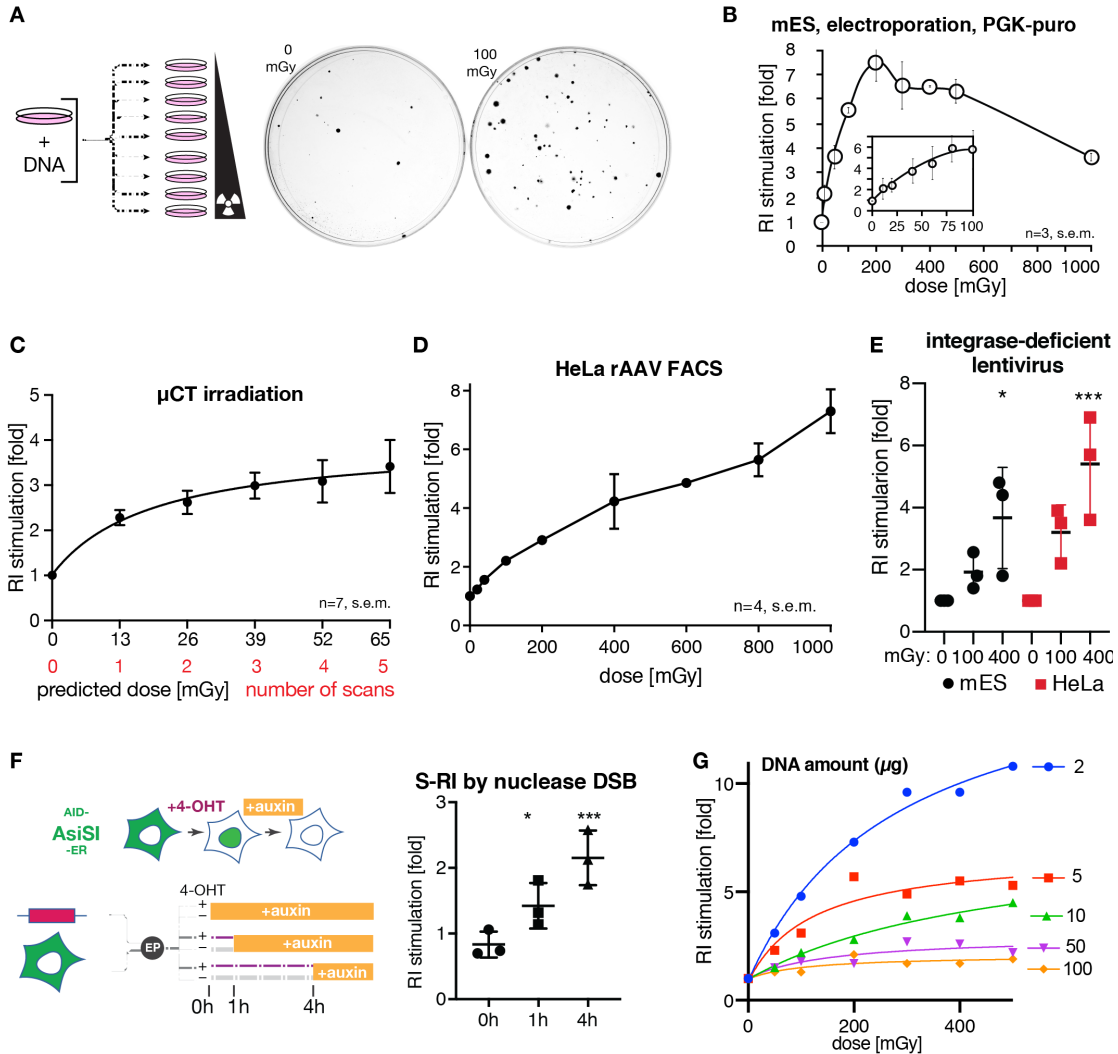 A
+
DNA
0
mGy
100
mGy
B
mES, electroporation, PGK-puro
RI stimulation [fold]
8
7
6
5
4
3
2
1
0
6
4
2
0
0 25 50 75 100
n=3, s.e.m.
0 200 400 600 800 1000
dose [mGy]
C
µCT irradiation
RI stimulation [fold]
5
4
3
2
1
0
n=7, s.e.m.
0 13 26 39 52 65
0 1 2 3 4 5
predicted dose [mGy] number of scans
D
HeLa rAAV FACS
RI stimulation [fold]
8
6
4
2
0
n=4, s.e.m.
0 200 400 600 800 1000
dose [mGy]
E
integrase-deficient
lentivirus
RI stimularion [fold]
8
6
4
2
0
* ***
mGy: 0 100 400 0 100 400
mES HeLa
F
AID-
AsiSI
-ER
+4-OHT
+auxin
4-OHT
+
−
+auxin
+
−
+auxin
+
−
+auxin
EP
0h 1h 4h
S-RI by nuclease DSB
RI stimulation [fold]
3
2
1
0
* ***
0h 1h 4h
G
DNA amount (µg)
RI stimulation [fold]
10
5
0
2
5
10
50
100
0 200 400
dose [mGy]